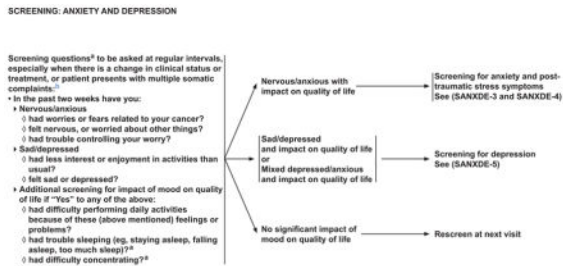 SCREENING: ANXIETY AND DEPRESSION
Screening questionsa to be asked at regular intervals,
especially when there is a change in clinical status or
treatment, or patient presents with multiple somatic
complaints:
• In the past two weeks have you:
▸ Nervous/anxious
◊ had worries or fears related to your cancer?
◊ felt nervous, or worried about other things?
◊ had trouble controlling your worry?
▸ Sad/depressed
◊ had less interest or enjoyment in activities than
usual?
◊ felt sad or depressed?
▸ Additional screening for impact of mood on quality
of life if “Yes” to any of the above:
◊ had difficulty performing daily activities
because of these (above mentioned) feelings or
problems?
◊ had trouble sleeping (eg, staying asleep, falling
asleep, too much sleep)?a
◊ had difficulty concentrating?a
Nervous/anxious with
impact on quality of life
Sad/depressed
and impact on quality of life
or
Mixed depressed/anxious
and impact on quality of life
No significant impact of
mood on quality of life
Screening for anxiety and post-
traumatic stress symptoms
See (SANXDE-3 and SANXDE-4)
Screening for depression
See (SANXDE-5)
Rescreen at next visit